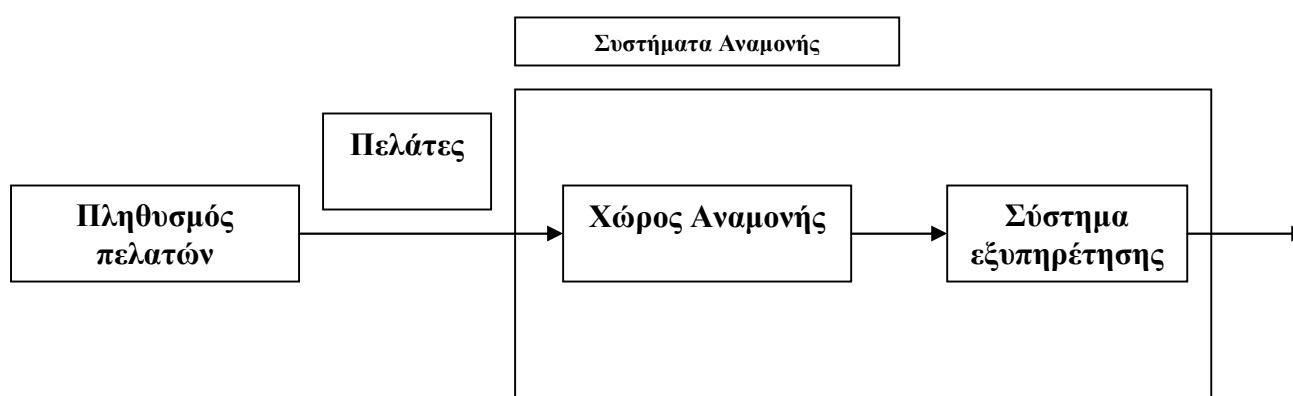 Συστήματα Αναμονής
Πελάτες
Πληθυσμός
πελατών
Χώρος Αναμονής
Σύστημα
εξυπηρέτησης